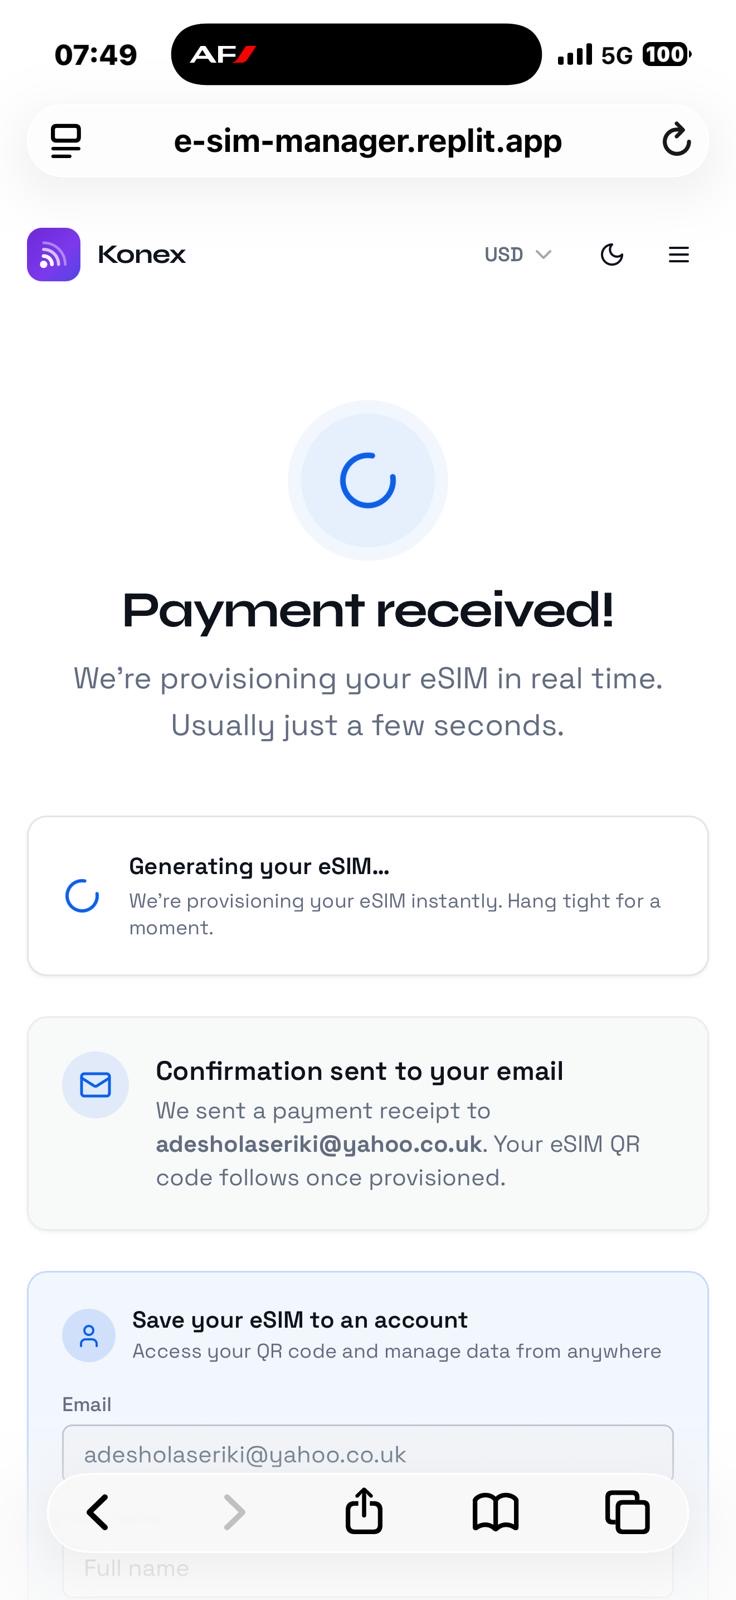 07:49
AF
5G
100
e-sim-manager.replit.app
Konex
USD
Payment received!
We're provisioning your eSIM in real time.
Usually just a few seconds.
Generating your eSIM...
We're provisioning your eSIM instantly. Hang tight for a
moment.
Confirmation sent to your email
We sent a payment receipt to
adesholaseriki@yahoo.co.uk. Your eSIM QR
code follows once provisioned.
Save your eSIM to an account
Access your QR code and manage data from anywhere
Email
adesholaseriki@yahoo.co.uk
Full name